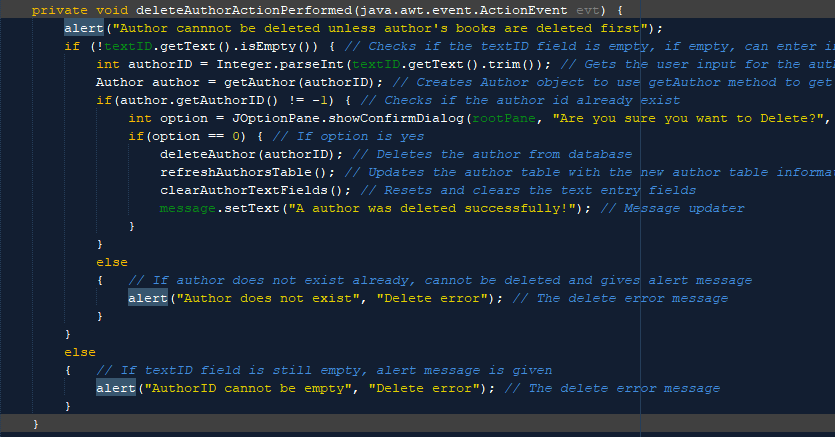 private void deleteAuthorActionPerformed(java.awt.event.ActionEvent evt) {
alert("Author cannnot be deleted unless author's books are deleted first");
if (!textID.getText().isEmpty()) { // Checks if the textID field is empty, if empty, can enter i
int authorID = Integer.parseInt(textID.getText().trim()); // Gets the user input for the aut
Author author = getAuthor(authorID); // Creates Author object to use getAuthor method to get
if(author.getAuthorID() != -1) { // Checks if the author id already exist
int option = JOptionPane.showConfirmDialog(rootPane, "Are you sure you want to Delete?",
if(option == 0) { // If option is yes
deleteAuthor(authorID); // Deletes the author from database
refreshAuthorsTable(); // Updates the author table with the new author table informa
clearAuthorTextFields(); // Resets and clears the text entry fields
message.setText("A author was deleted successfully!"); // Message updater
}
}
else
{ // If author does not exist already, cannot be deleted and gives alert message
alert("Author does not exist", "Delete error"); // The delete error message
}
}
else
{ // If textID field is still empty, alert message is given
alert("AuthorID cannot be empty", "Delete error"); // The delete error message
}
}